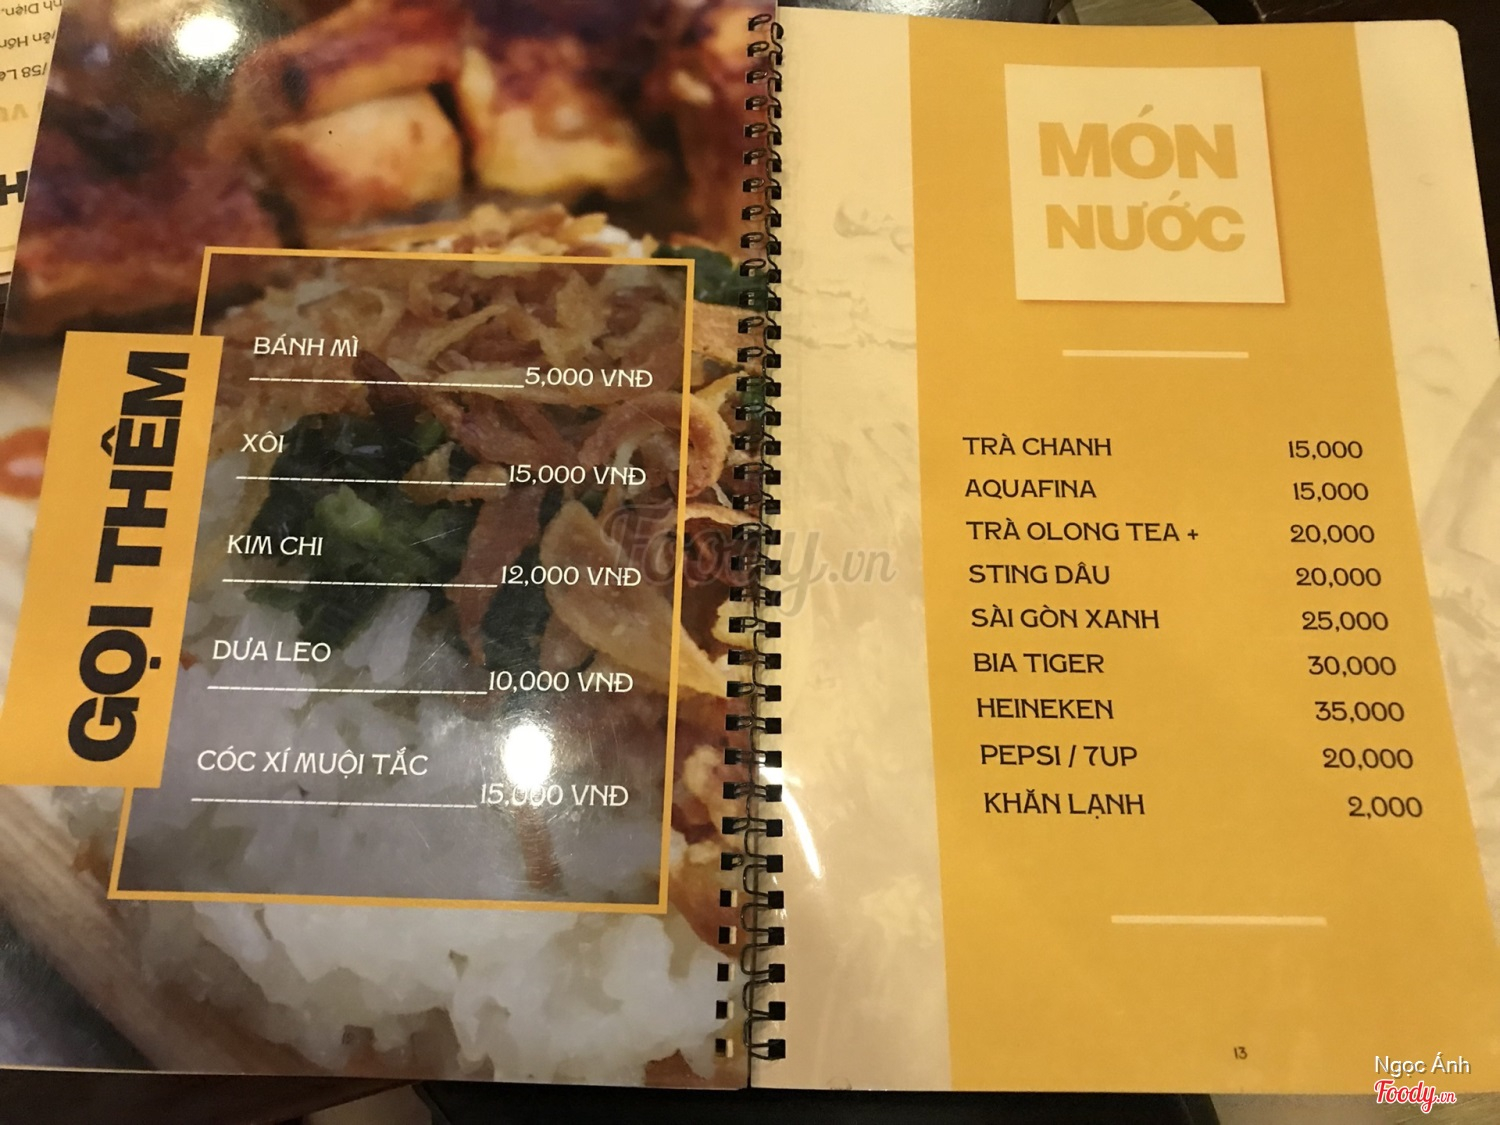 GỌI THÊM
BÁNH MÌ
5,000 VNĐ
XÔI
15,000 VNĐ
KIM CHI
12,000 VNĐ
DƯA LEO
10,000 VNĐ
CÓC XÍ MUỘI TẮC
15,000 VNĐ
MÓN
NƯỚC
TRÀ CHANH 15,000
AQUAFINA 15,000
TRÀ OLONG TEA + 20,000
STING DÂU 20,000
SÀI GÒN XANH 25,000
BIA TIGER 30,000
HEINEKEN 35,000
PEPSI / 7UP 20,000
KHĂN LẠNH 2,000
13
Foody.vn
Ngọc Ánh
Foody.vn